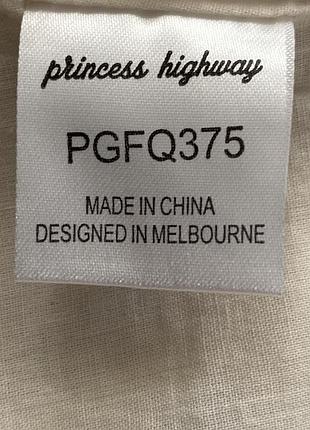 princess highway
PGFQ375
MADE IN CHINA
DESIGNED IN MELBOURNE